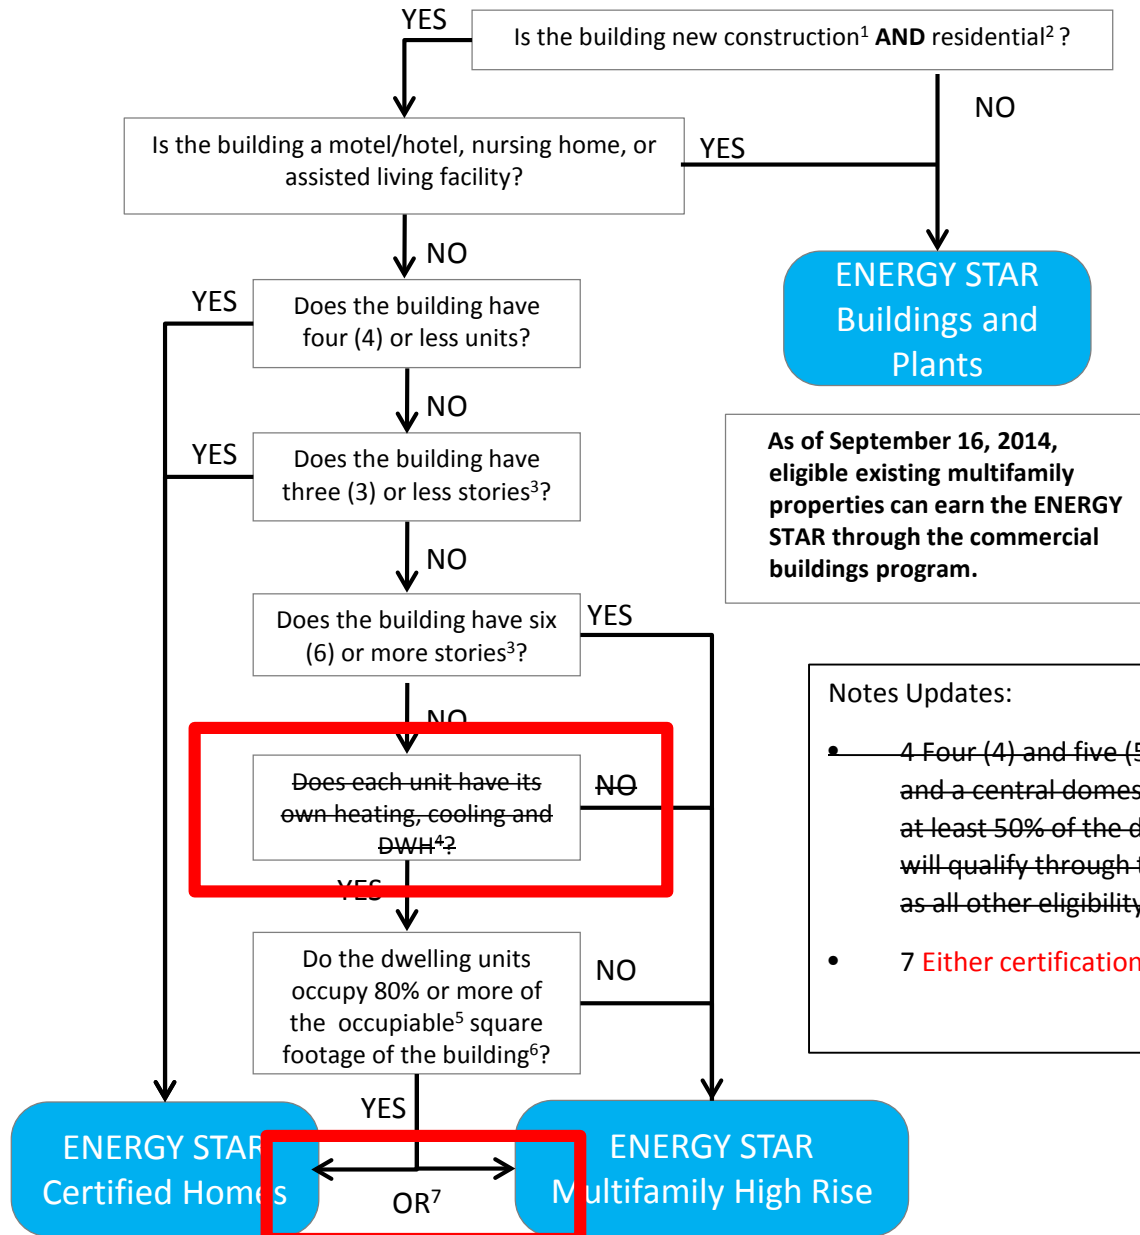 YES
Is the building new construction¹ AND residential² ?
NO
Is the building a motel/hotel, nursing home, or
assisted living facility?
YES
NO
ENERGY STAR
Buildings and
Plants
YES
Does the building have
four (4) or less units?
NO
As of September 16, 2014,
eligible existing multifamily
properties can earn the ENERGY
STAR through the commercial
buildings program.
YES
Does the building have
three (3) or less stories³?
NO
Does the building have six
(6) or more stories³?
YES
NO
Notes Updates:
• 4 Four (4) and five (5
and a central domes
at least 50% of the d
will qualify through t
as all other eligibility
• 7 Either certification
Does each unit have its
own heating, cooling and
DWH⁴?
NO
YES
Do the dwelling units
occupy 80% or more of
the occupiable⁵ square
footage of the building⁶?
NO
YES
ENERGY STAR
Certified Homes
OR⁷
ENERGY STAR
Multifamily High Rise